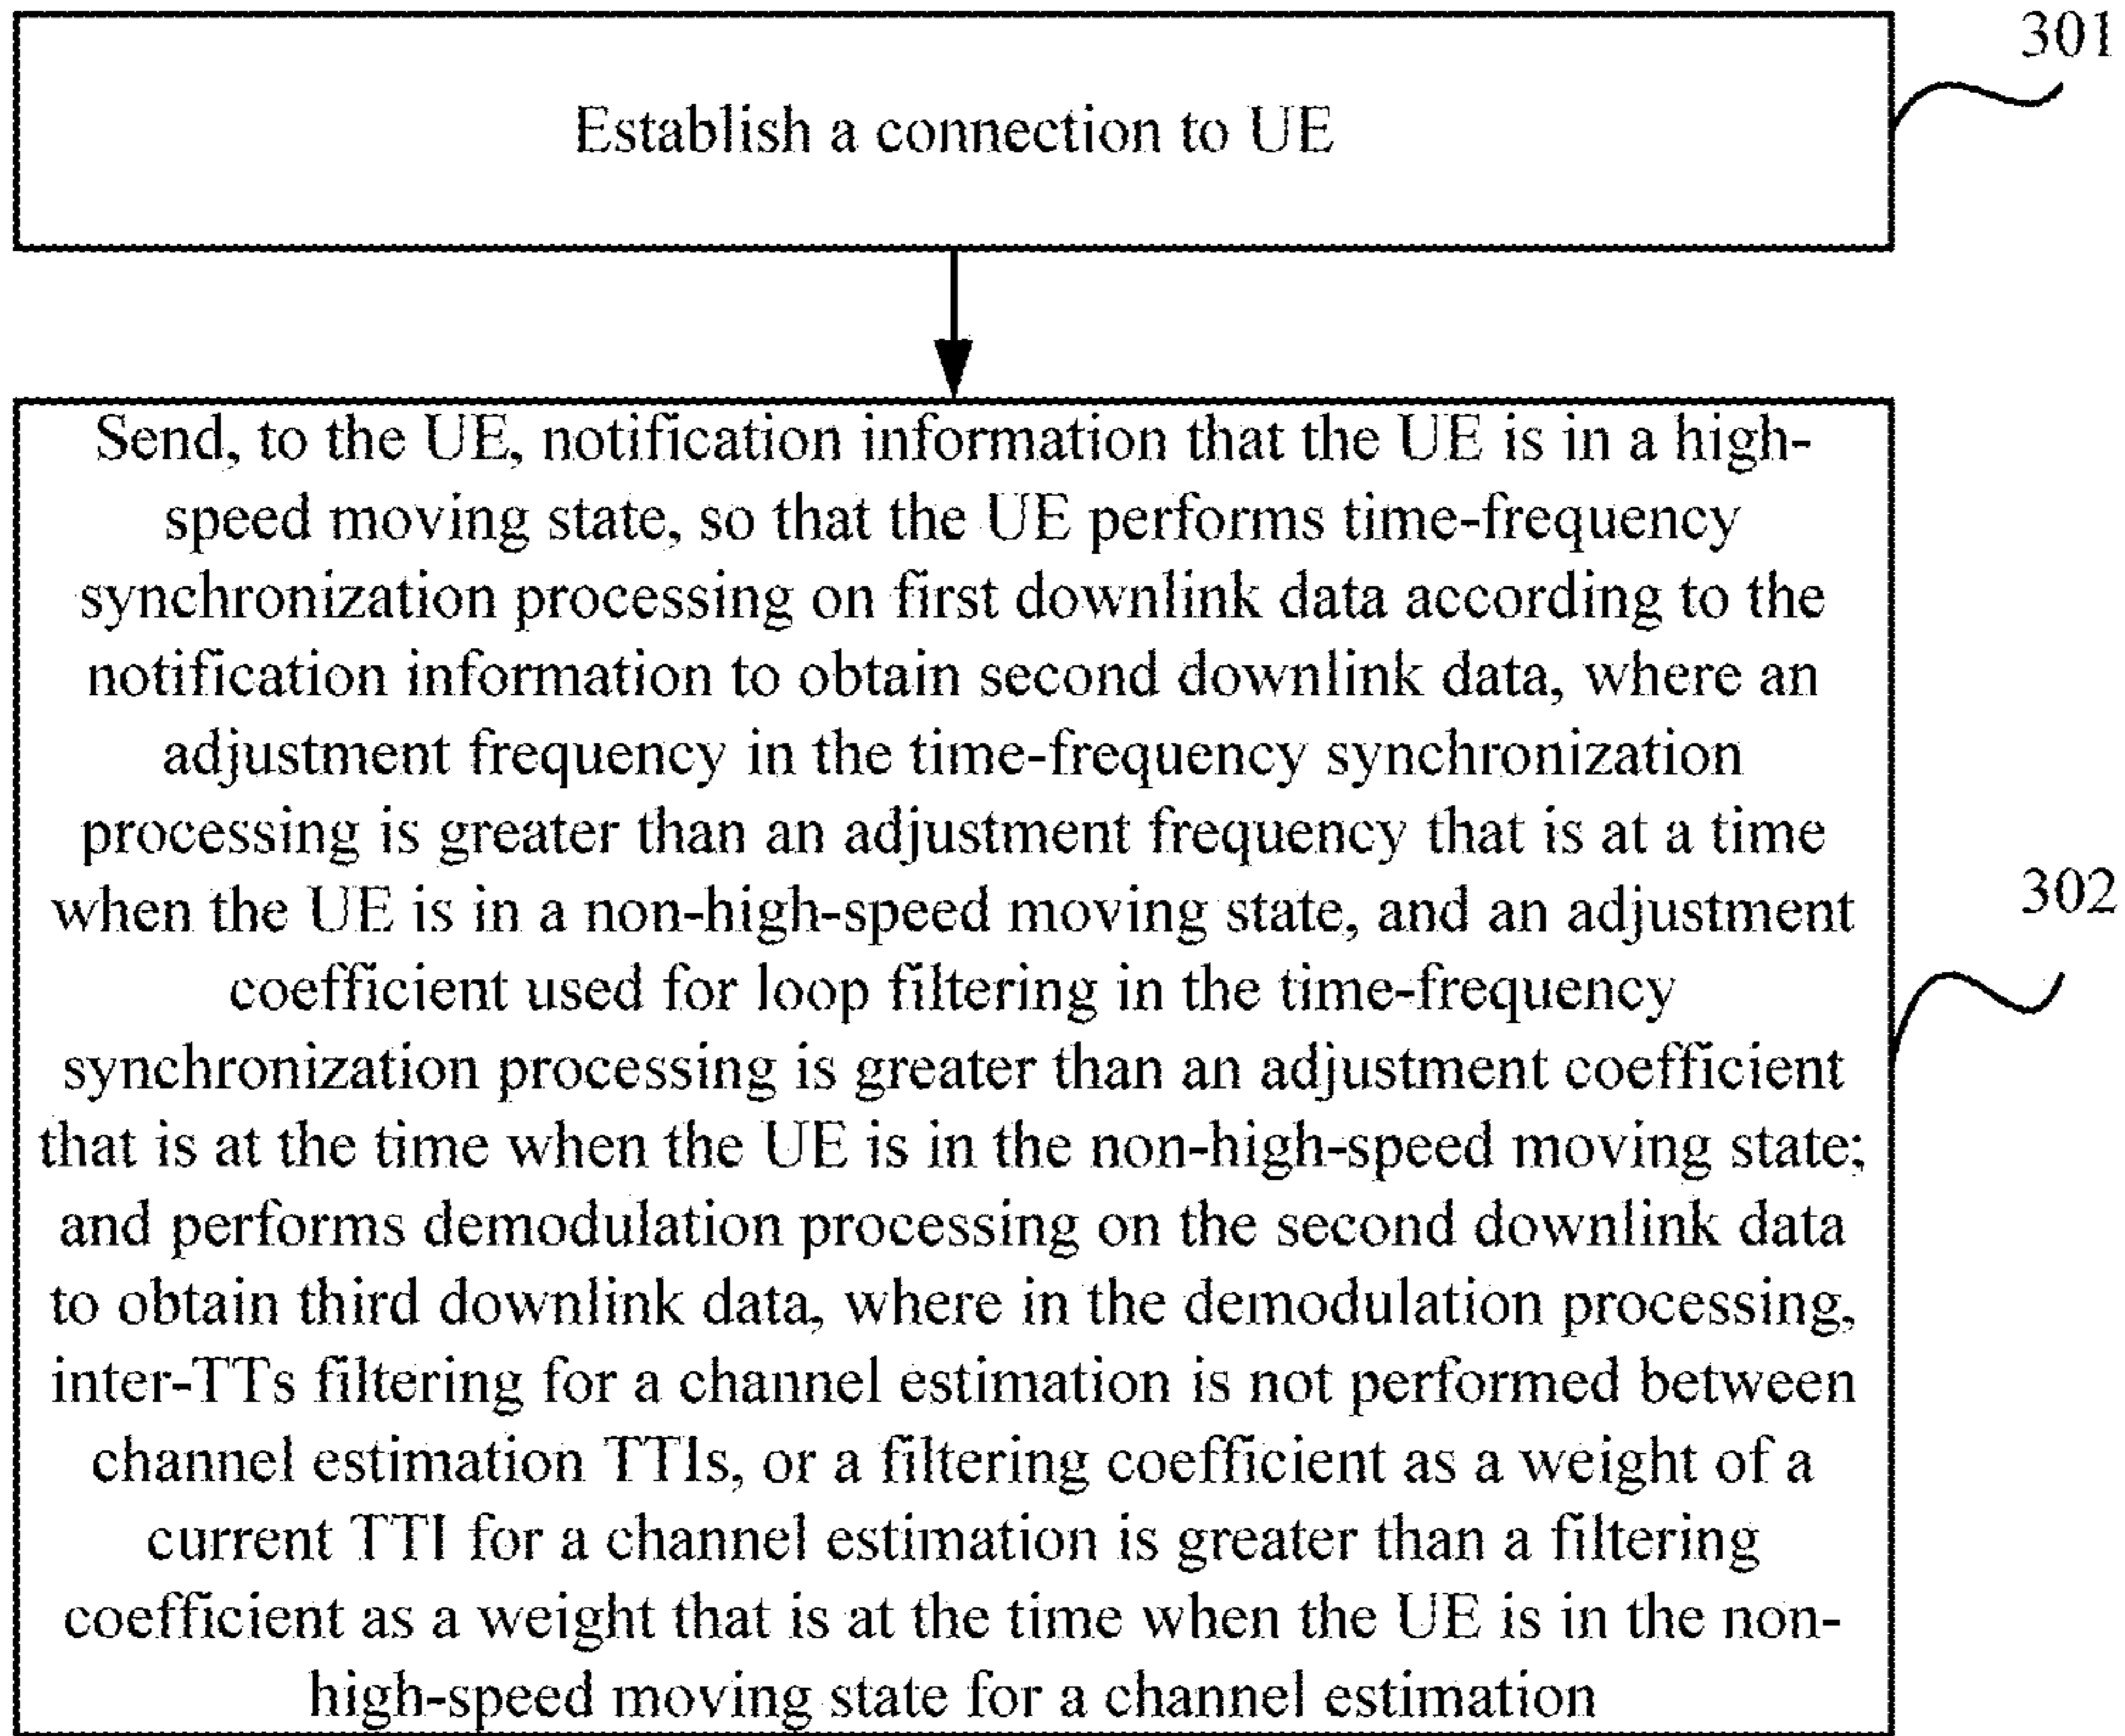 301
Establish a connection to UE
Send, to the UE, notification information that the UE is in a high-
speed moving state, so that the UE performs time-frequency
synchronization processing on first downlink data according to the
notification information to obtain second downlink data, where an
adjustment frequency in the time-frequency synchronization
processing is greater than an adjustment frequency that is at a time
when the UE is in a non-high-speed moving state, and an adjustment
302
coefficient used for loop filtering in the time-frequency
synchronization processing is greater than an adjustment coefficient
that is at the time when the UE is in the non-high-speed moving state;
and performs demodulation processing on the second downlink data
to obtain third downlink data, where in the demodulation processing,
inter-TTs filtering for a channel estimation is not performed between
channel estimation TTIs, or a filtering coefficient as a weight of a
current TTI for a channel estimation is greater than a filtering
coefficient as a weight that is at the time when the UE is in the non-
high-speed moving state for a channel estimation